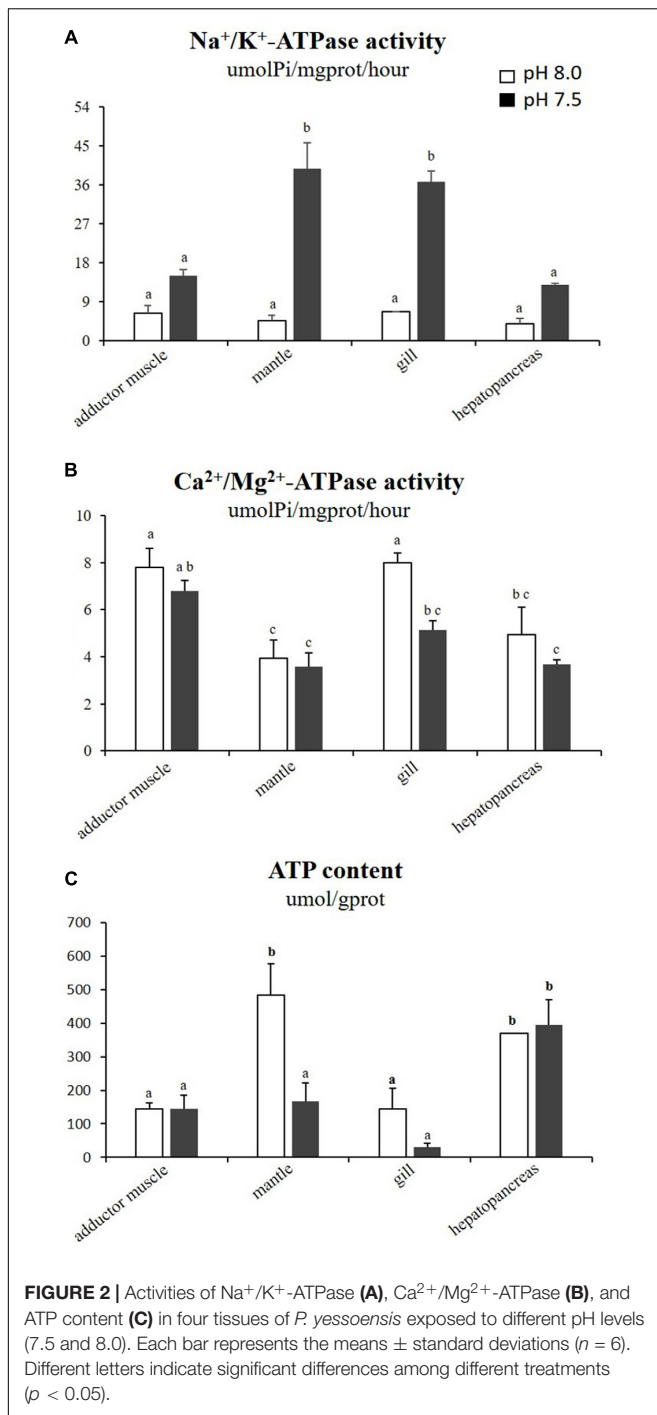 A
Na⁺/K⁺-ATPase activity
umolPi/mgprot/hour
pH 8.0
pH 7.5
54
45
36
27
18
9
0
a a b b
a a a a
adductor muscle mantle gill hepatopancreas
B
Ca²⁺/Mg²⁺-ATPase activity
umolPi/mgprot/hour
10
8
6
4
2
0
a a b c c a b c b c c
adductor muscle mantle gill hepatopancreas
C
ATP content
umol/gprot
700
600
500
400
300
200
100
0
a a b a a a b b
adductor muscle mantle gill hepatopancreas
FIGURE 2 | Activities of Na⁺/K⁺-ATPase (A), Ca²⁺/Mg²⁺-ATPase (B), and
ATP content (C) in four tissues of P. yessoensis exposed to different pH levels
(7.5 and 8.0). Each bar represents the means ± standard deviations (n = 6).
Different letters indicate significant differences among different treatments
(p < 0.05).